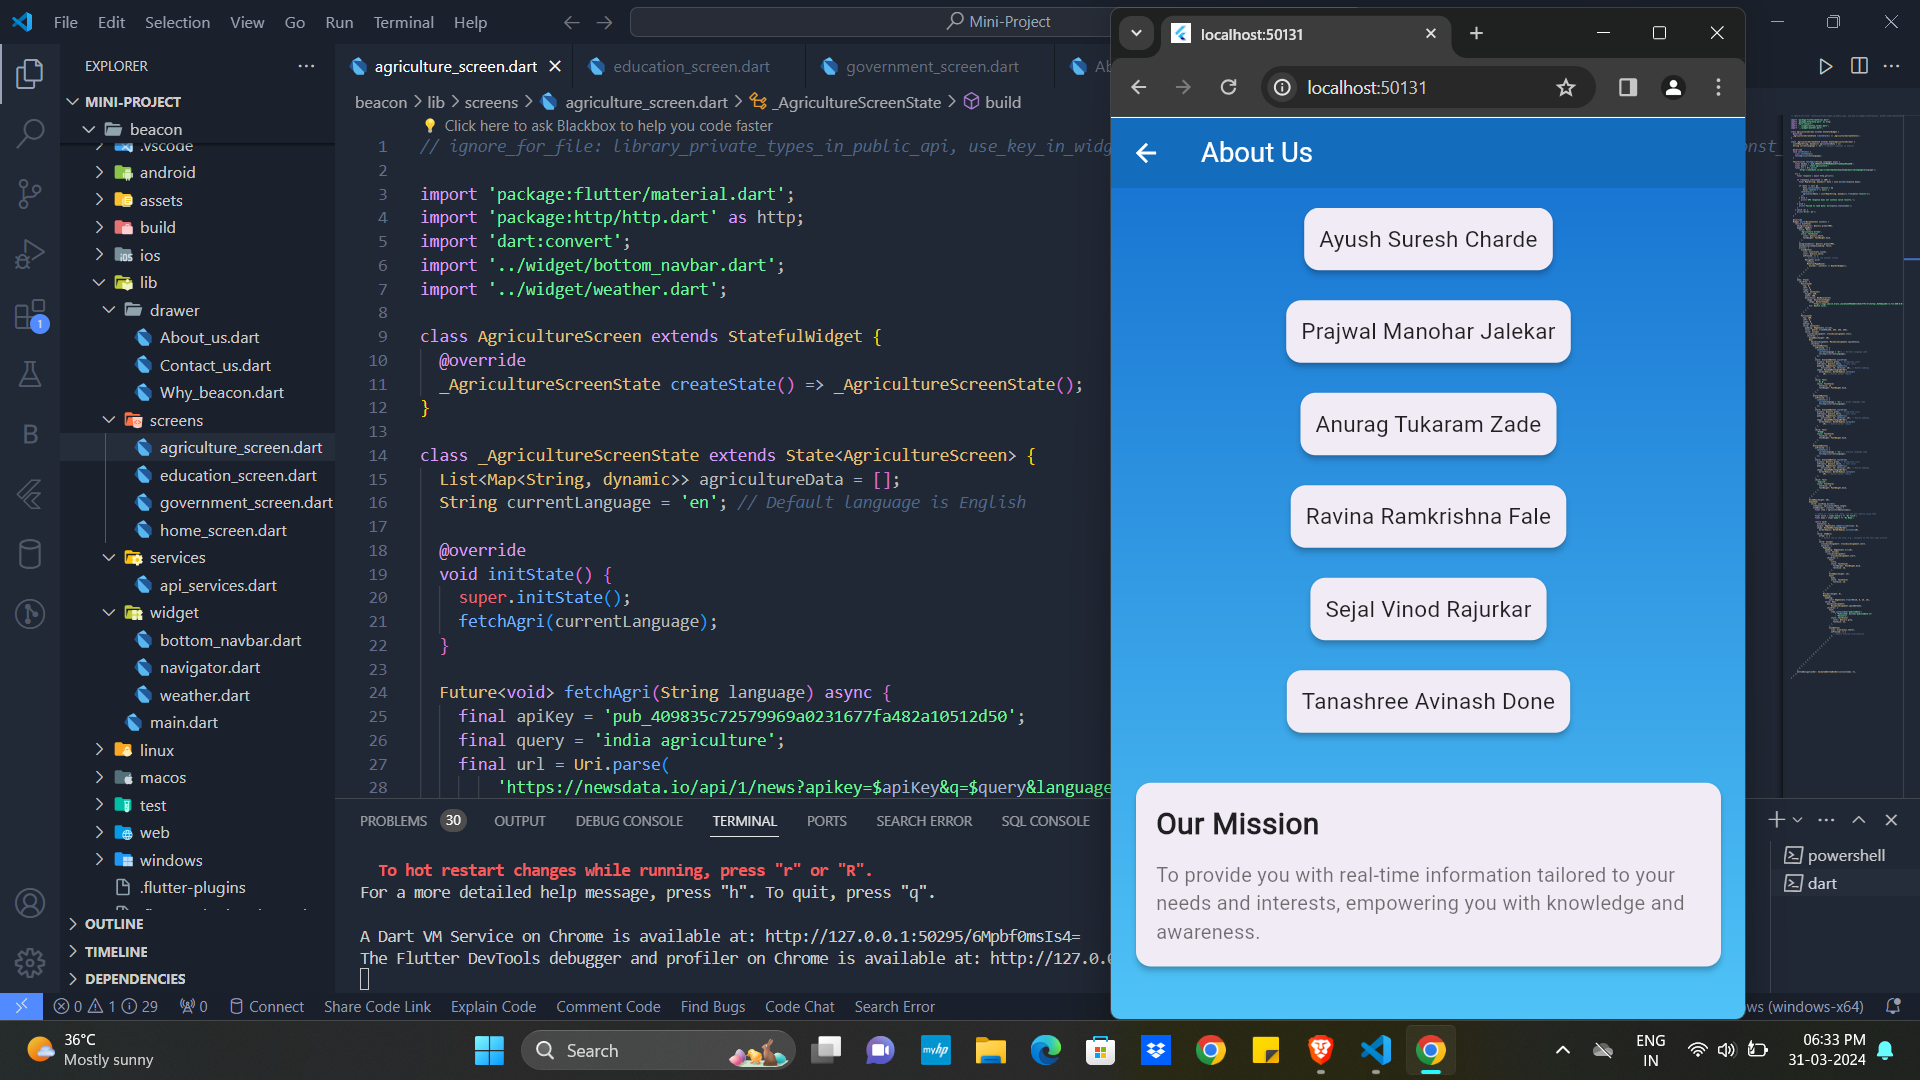 File Edit Selection View Go Run Terminal Help
Mini-Project
EXPLORER
MINI-PROJECT
beacon
.vscode
android
assets
build
ios
lib
drawer
About_us.dart
Contact_us.dart
Why_beacon.dart
screens
agriculture_screen.dart
education_screen.dart
government_screen.dart
home_screen.dart
services
api_services.dart
widget
bottom_navbar.dart
navigator.dart
weather.dart
main.dart
linux
macos
test
web
windows
.flutter-plugins
OUTLINE
TIMELINE
DEPENDENCIES
1
agriculture_screen.dart education_screen.dart government_screen.dart
beacon > lib > screens > agriculture_screen.dart > _AgricultureScreenState > build
Click here to ask Blackbox to help you code faster
1 // ignore_for_file: library_private_types_in_public_api, use_key_in_widg
2
3 import 'package:flutter/material.dart';
4 import 'package:http/http.dart' as http;
5 import 'dart:convert';
6 import '../widget/bottom_navbar.dart';
7 import '../widget/weather.dart';
8
9 class AgricultureScreen extends StatefulWidget {
10 @override
11 _AgricultureScreenState createState() => _AgricultureScreenState();
12 }
13
14 class _AgricultureScreenState extends State<AgricultureScreen> {
15 List<Map<String, dynamic>> agricultureData = [];
16 String currentLanguage = 'en'; // Default language is English
17
18 @override
19 void initState() {
20 super.initState();
21 fetchAgri(currentLanguage);
22 }
23
24 Future<void> fetchAgri(String language) async {
25 final apiKey = 'pub_409835c72579969a0231677fa482a10512d50';
26 final query = 'india agriculture';
27 final url = Uri.parse(
28 'https://newsdata.io/api/1/news?apikey=$apiKey&q=$query&language
PROBLEMS 30 OUTPUT DEBUG CONSOLE TERMINAL PORTS SEARCH ERROR SQL CONSOLE
To hot restart changes while running, press "r" or "R".
For a more detailed help message, press "h". To quit, press "q".
A Dart VM Service on Chrome is available at: http://127.0.0.1:50295/6Mpbf0msIs4=
The Flutter DevTools debugger and profiler on Chrome is available at: http://127.0.0
powershell
dart
0 1 29 0 Connect Share Code Link Explain Code Comment Code Find Bugs Code Chat Search Error
(windows-x64)
localhost:50131
localhost:50131
About Us
Ayush Suresh Charde
Prajwal Manohar Jalekar
Anurag Tukaram Zade
Ravina Ramkrishna Fale
Sejal Vinod Rajurkar
Tanashree Avinash Done
Our Mission
To provide you with real-time information tailored to your
needs and interests, empowering you with knowledge and
awareness.
36°C
Mostly sunny
Search
myhp
ENG
IN
06:33 PM
31-03-2024